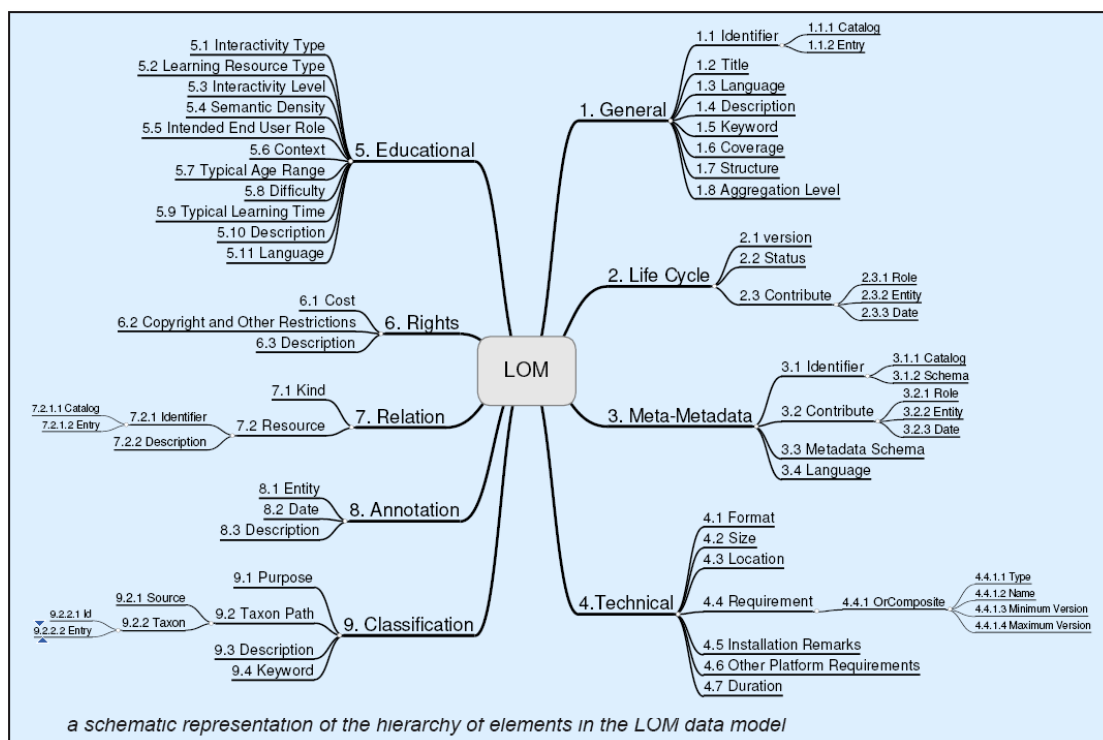 5.1 Interactivity Type
5.2 Learning Resource Type
5.3 Interactivity Level
5.4 Semantic Density
5.5 Intended End User Role
5.6 Context
5.7 Typical Age Range
5.8 Difficulty
5.9 Typical Learning Time
5.10 Description
5.11 Language
5. Educational
6.1 Cost
6.2 Copyright and Other Restrictions
6.3 Description
6. Rights
7.1 Kind
7.2.1.1 Catalog
7.2.1.2 Entry
7.2.1 Identifier
7.2.2 Description
7.2 Resource
7. Relation
8.1 Entity
8.2 Date
8.3 Description
8. Annotation
9.1 Purpose
9.2.1 Source
9.2.2.1 Id
9.2.2.2 Entry
9.2.2 Taxon
9.2 Taxon Path
9.3 Description
9.4 Keyword
9. Classification
LOM
1. General
1.1 Identifier
1.1.1 Catalog
1.1.2 Entry
1.2 Title
1.3 Language
1.4 Description
1.5 Keyword
1.6 Coverage
1.7 Structure
1.8 Aggregation Level
2. Life Cycle
2.1 version
2.2 Status
2.3 Contribute
2.3.1 Role
2.3.2 Entity
2.3.3 Date
3. Meta-Metadata
3.1 Identifier
3.1.1 Catalog
3.1.2 Schema
3.2 Contribute
3.2.1 Role
3.2.2 Entity
3.2.3 Date
3.3 Metadata Schema
3.4 Language
4.Technical
4.1 Format
4.2 Size
4.3 Location
4.4 Requirement
4.4.1 OrComposite
4.4.1.1 Type
4.4.1.2 Name
4.4.1.3 Minimum Version
4.4.1.4 Maximum Version
4.5 Installation Remarks
4.6 Other Platform Requirements
4.7 Duration
a schematic representation of the hierarchy of elements in the LOM data model